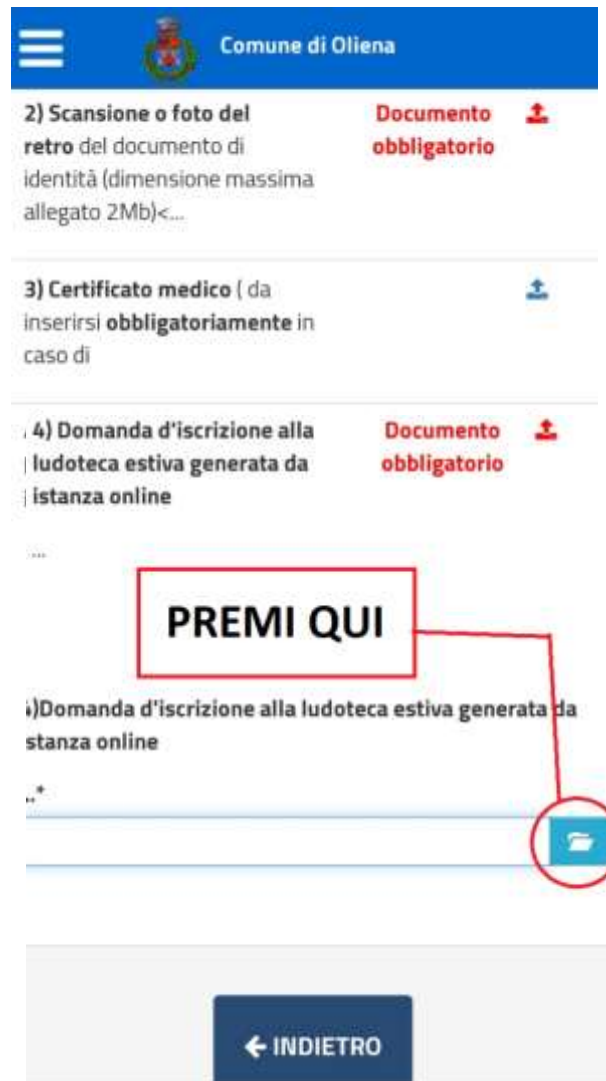 Comune di Oliena
2) Scansione o foto del
retro del documento di
identità (dimensione massima
allegato 2Mb)<...
Documento
obbligatorio
3) Certificato medico ( da
inserirsi obbligatoriamente in
caso di
4) Domanda d'iscrizione alla
ludoteca estiva generata da
istanza online
...
Documento
obbligatorio
PREMI QUI
)Domanda d'iscrizione alla ludoteca estiva generata da
stanza online
..*
INDIETRO